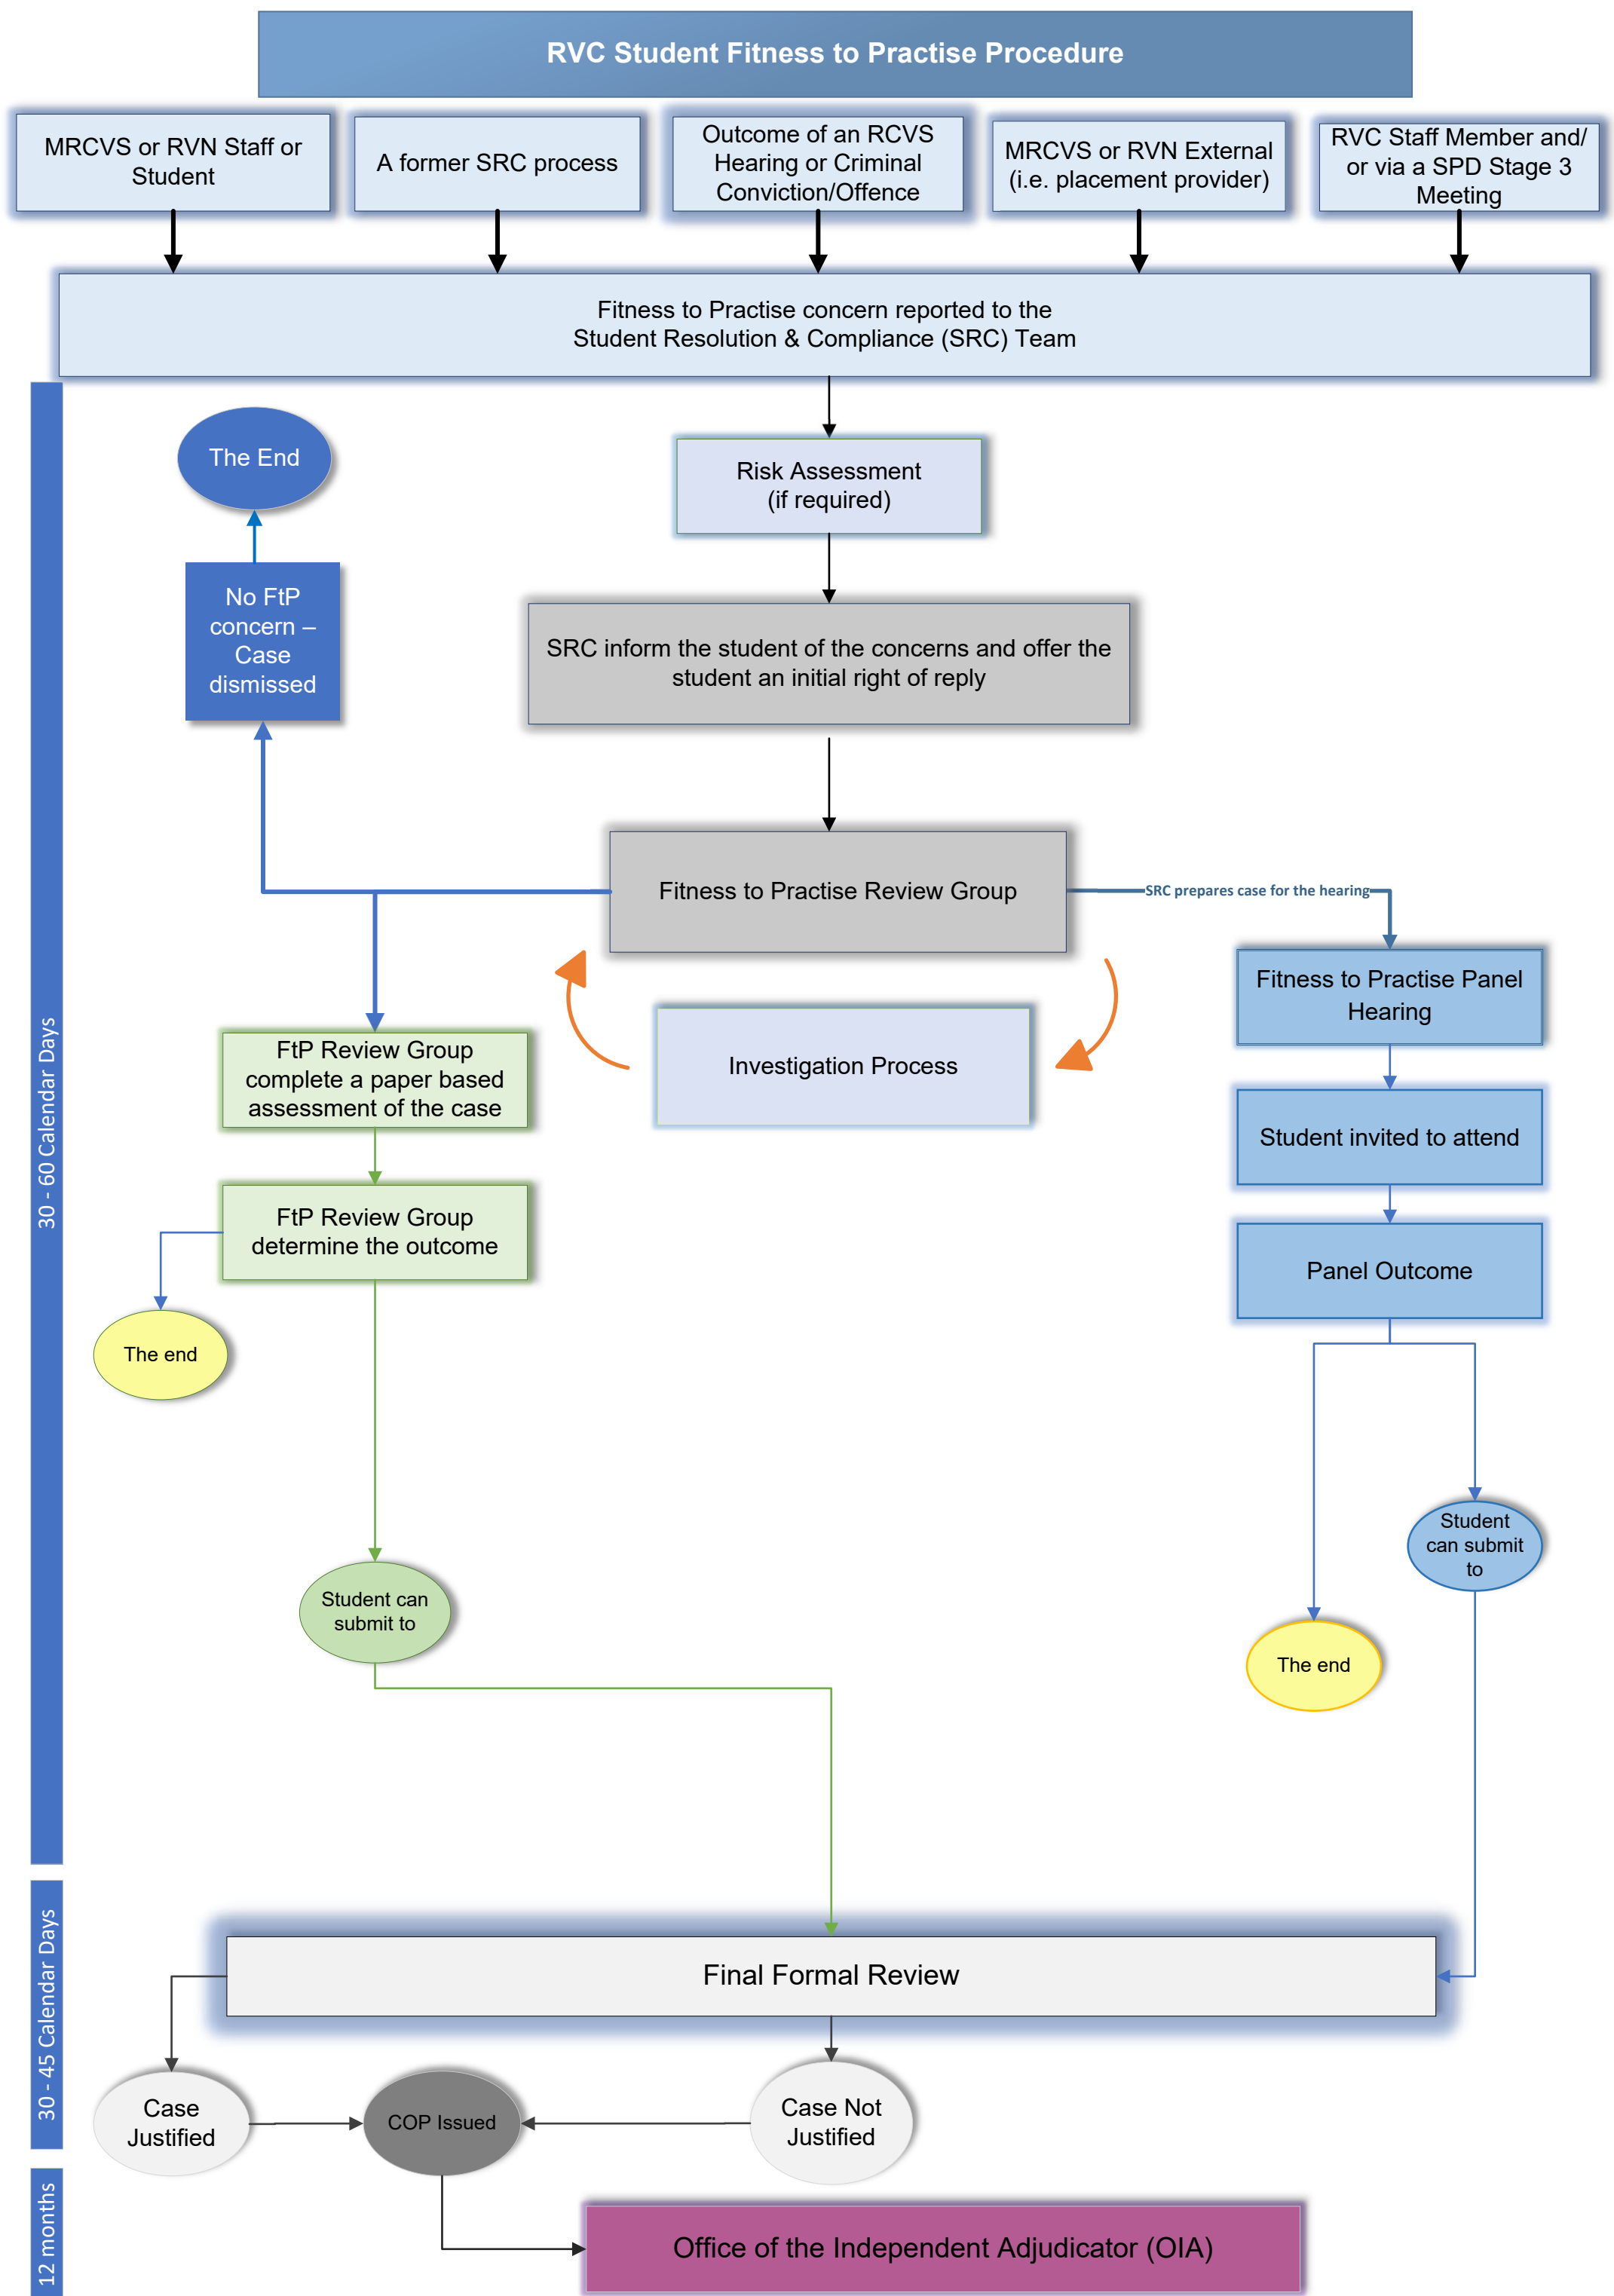 RVC Student Fitness to Practise Procedure
MRCVS or RVN Staff or
Student
A former SRC process
Outcome of an RCVS
Hearing or Criminal
Conviction/Offence
MRCVS or RVN External
(i.e. placement provider)
RVC Staff Member and/
or via a SPD Stage 3
Meeting
Fitness to Practise concern reported to the
Student Resolution & Compliance (SRC) Team
30 - 60 Calendar Days
The End
Risk Assessment
(if required)
No FtP
concern –
Case
dismissed
SRC inform the student of the concerns and offer the
student an initial right of reply
Fitness to Practise Review Group
SRC prepares case for the hearing
Fitness to Practise Panel
Hearing
FtP Review Group
complete a paper based
assessment of the case
Investigation Process
Student invited to attend
FtP Review Group
determine the outcome
Panel Outcome
The end
Student
can submit
to
Student can
submit to
The end
30 - 45 Calendar Days
Final Formal Review
Case
Justified
COP Issued
Case Not
Justified
12 months
Office of the Independent Adjudicator (OIA)